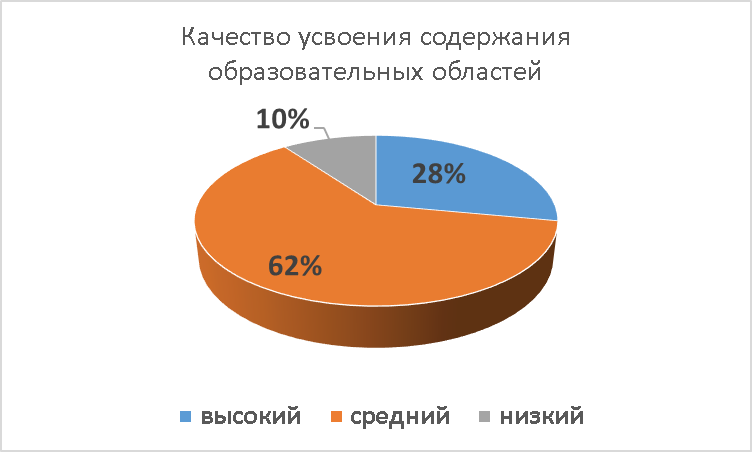 Качество усвоения содержания
образовательных областей
10%
28%
62%
высокий средний низкий